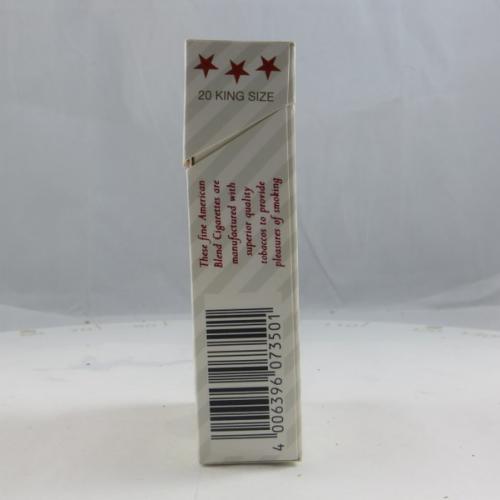 20 KING SIZE
These fine American
Blend Cigarettes are
manufactured with
superior quality
tobaccos to provide
pleasures of smoking
4 006396 073501